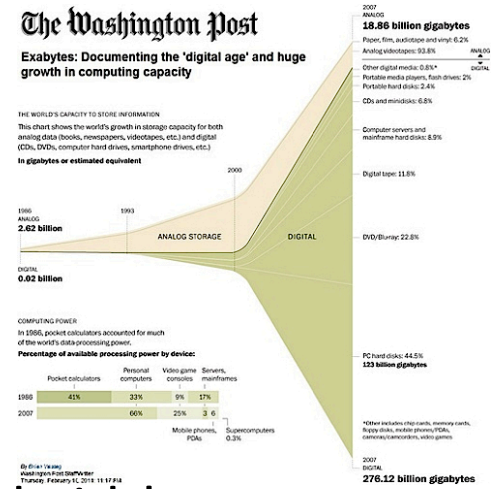 The Washington Post
Exabytes: Documenting the 'digital age' and huge
growth in computing capacity
THE WORLD'S CAPACITY TO STORE INFORMATION
This chart shows the world's growth in storage capacity for both
analog data (books, newspapers, videotapes, etc.) and digital
(CDs, DVDs, computer hard drives, smartphone drives, etc.)
In gigabytes or estimated equivalent
1986
ANALOG
2.62 billion
1993
2000
ANALOG STORAGE
DIGITAL
DIGITAL
0.02 billion
2007
ANALOG
18.86 billion gigabytes
Paper, film, audiotape and vinyl: 6.2%
Analog videotapes: 93.8%
ANALOG
DIGITAL
Other digital media: 0.8%*
Portable media players, flash drives: 2%
Portable hard disks: 2.4%
CDs and minidisks: 6.8%
Computer servers and
mainframe hard disks: 8.9%
Digital tape: 11.8%
DVD/Bluray: 22.8%
PC hard disks: 44.5%
123 billion gigabytes
*Other includes chip cards, memory cards,
floppy disks, mobile phones/PDAs,
cameras/camcorders, video games
2007
DIGITAL
276.12 billion gigabytes
COMPUTING POWER
In 1986, pocket calculators accounted for much
of the world's data-processing power.
Percentage of available processing power by device:
Pocket calculators
Personal
computers
Video game
consoles
Servers,
mainframes
1986 41% 33% 9% 17%
2007 66% 25% 3 6
Mobile phones,
PDAs
Supercomputers
0.3%
Washington Post Staff Writer